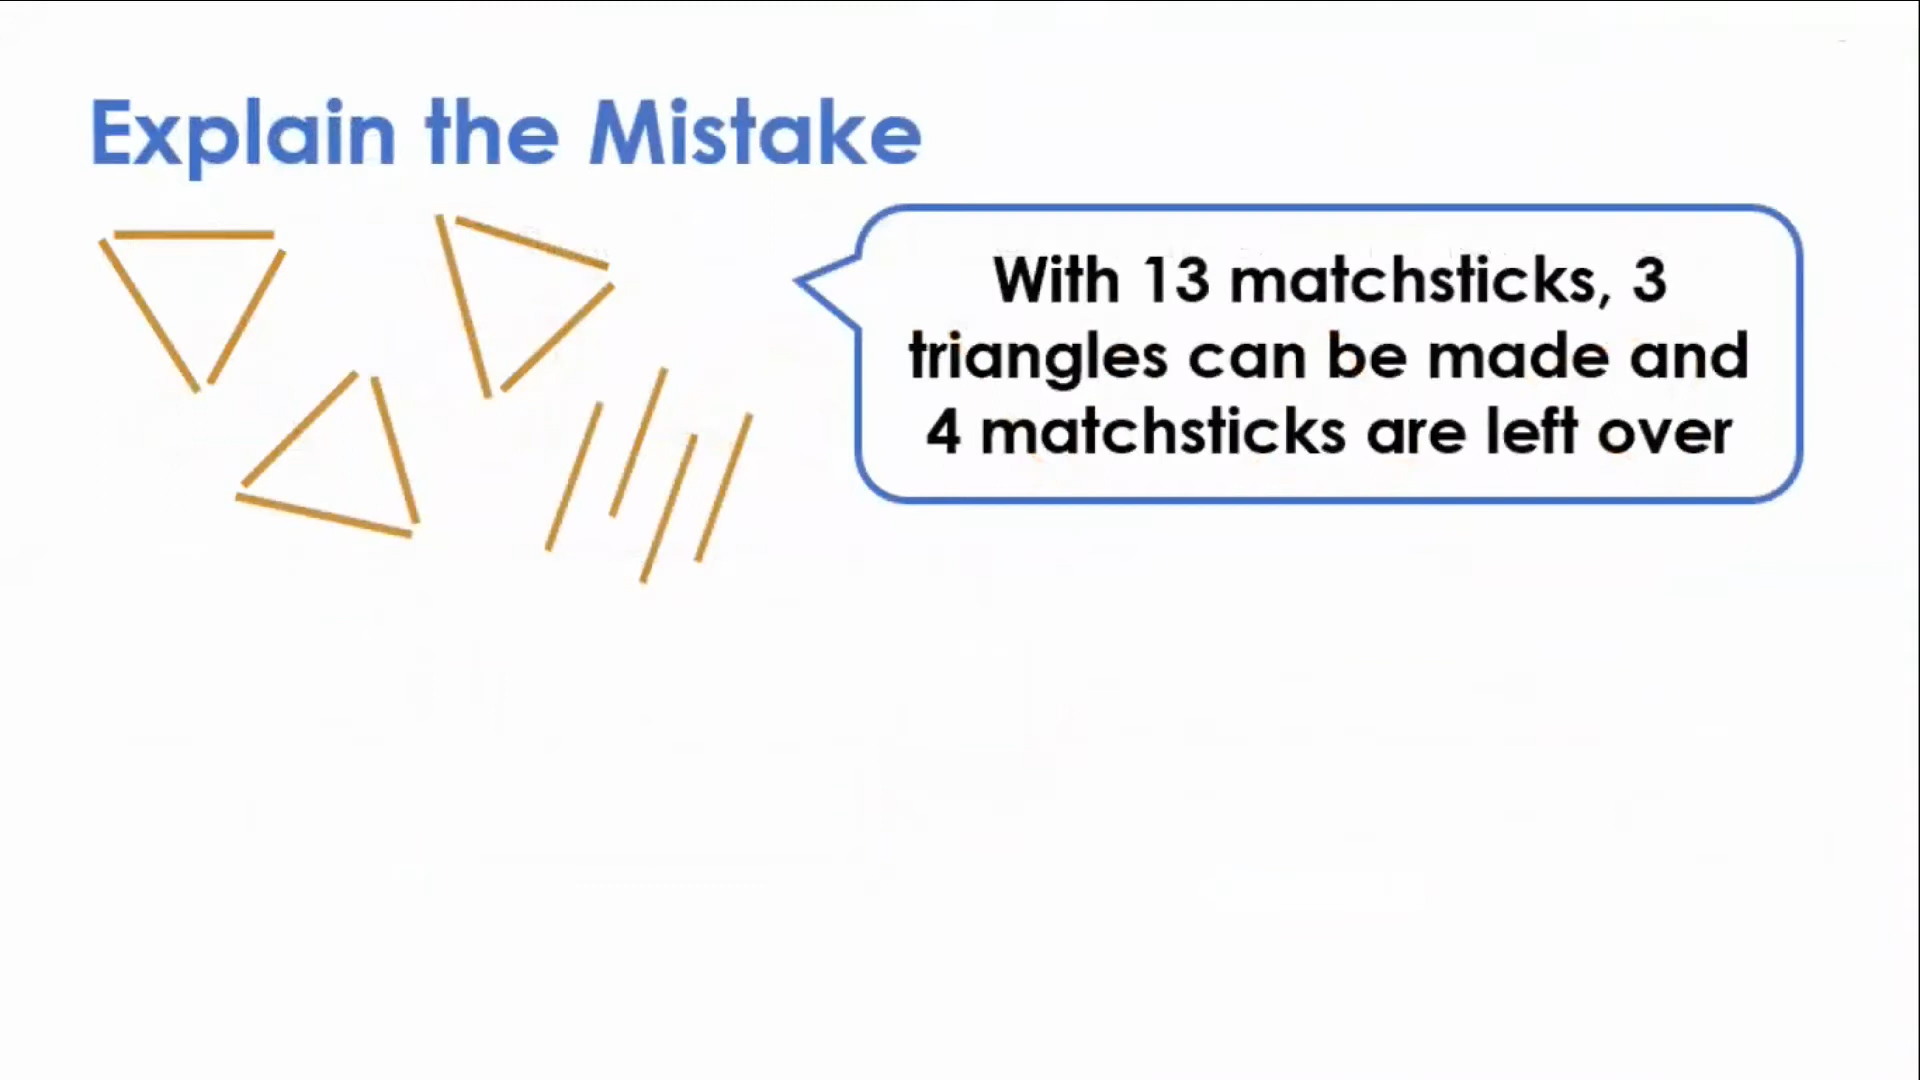 Explain the Mistake
With 13 matchsticks, 3
triangles can be made and
4 matchsticks are left over